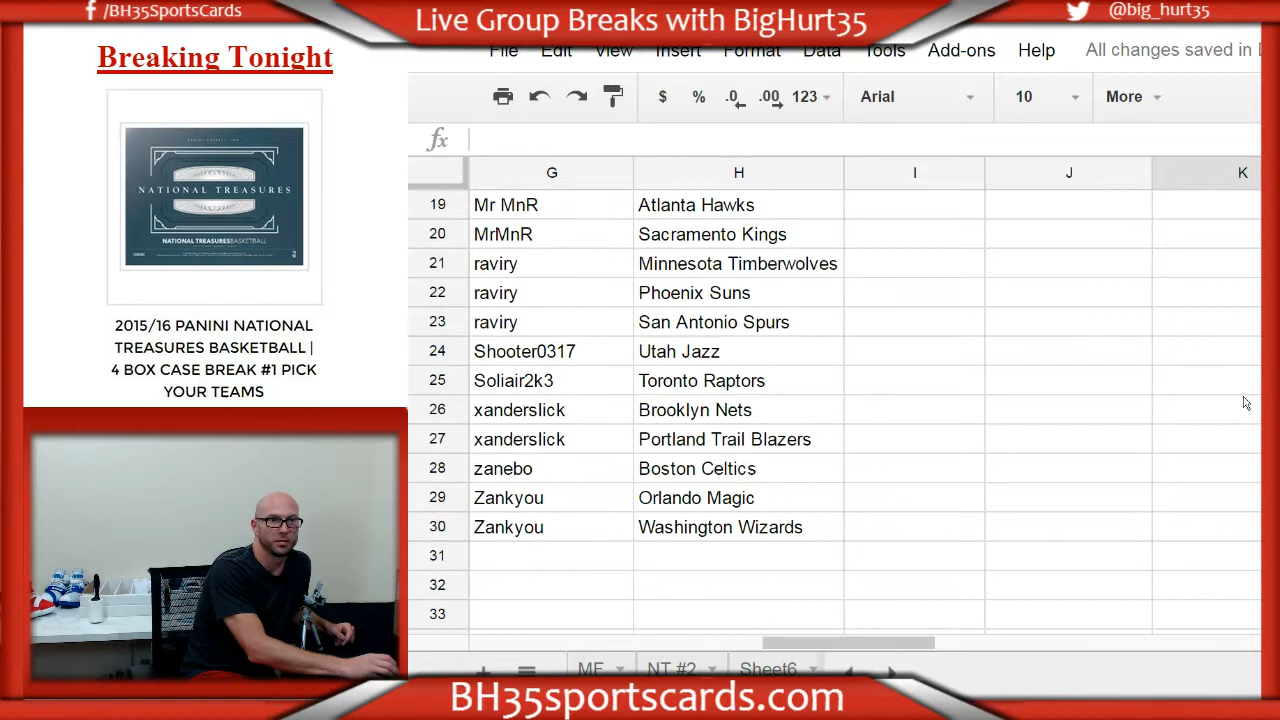 /BH35SportsCards
Live Group Breaks with BigHurt35
@big_hurt35
Breaking Tonight
NATIONAL TREASURES
NATIONAL TREASURES BASKETBALL
2015/16 PANINI NATIONAL
TREASURES BASKETBALL |
4 BOX CASE BREAK #1 PICK
YOUR TEAMS
File Edit View Insert Format Data Tools Add-ons Help All changes saved in D
$ % .0 .00 123 Arial 10 More
fx
G H I J K
19 Mr MnR Atlanta Hawks
20 MrMnR Sacramento Kings
21 raviry Minnesota Timberwolves
22 raviry Phoenix Suns
23 raviry San Antonio Spurs
24 Shooter0317 Utah Jazz
25 Soliair2k3 Toronto Raptors
26 xanderslick Brooklyn Nets
27 xanderslick Portland Trail Blazers
28 zanebo Boston Celtics
29 Zankyou Orlando Magic
30 Zankyou Washington Wizards
31
32
33
NT #2 Sheet6
BH35sportscards.com